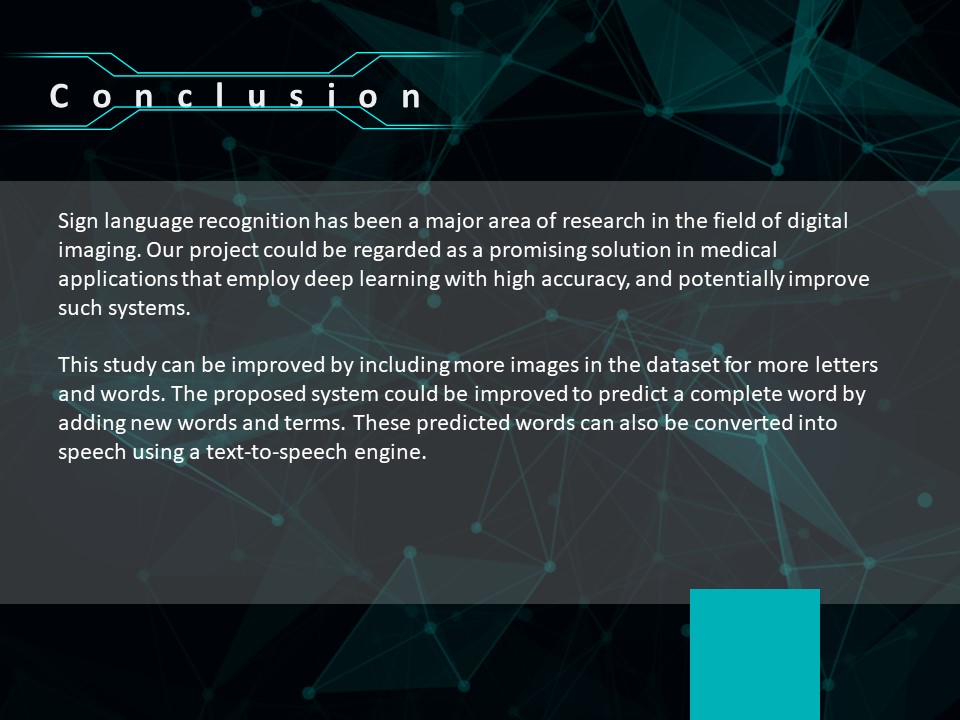 Conclusion
Sign language recognition has been a major area of research in the field of digital
imaging. Our project could be regarded as a promising solution in medical
applications that employ deep learning with high accuracy, and potentially improve
such systems.
This study can be improved by including more images in the dataset for more letters
and words. The proposed system could be improved to predict a complete word by
adding new words and terms. These predicted words can also be converted into
speech using a text-to-speech engine.